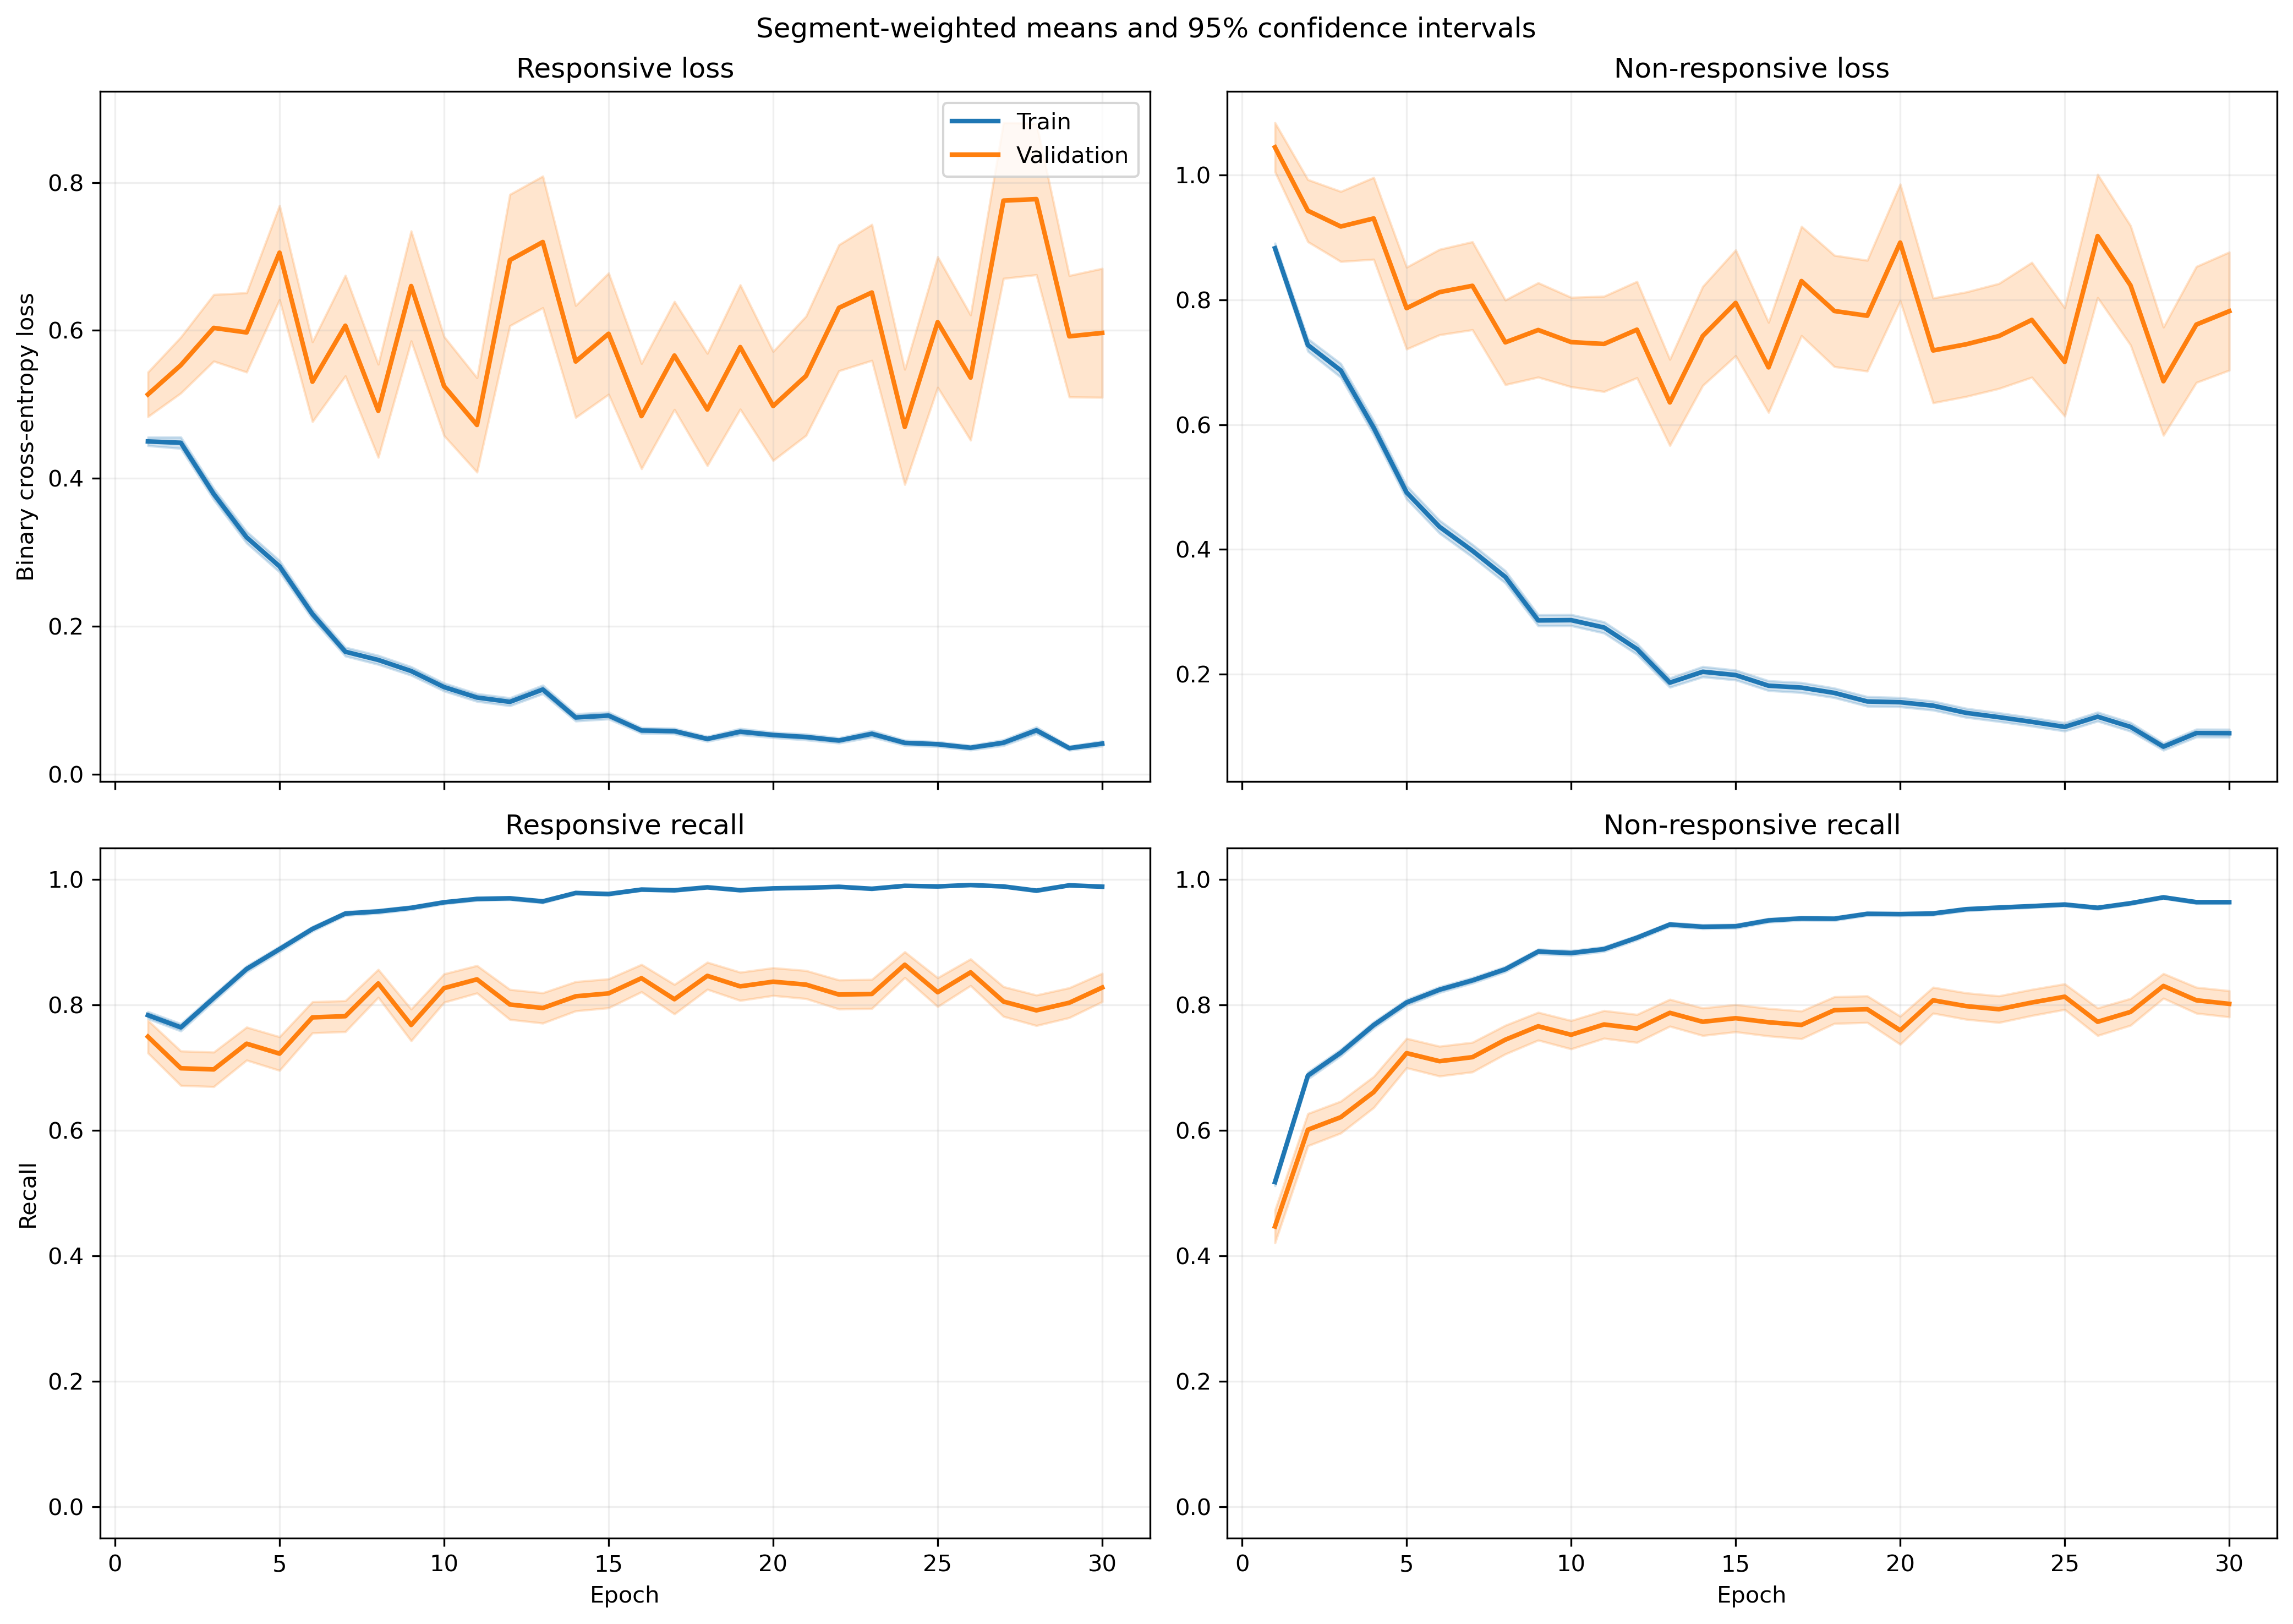 Segment-weighted means and 95% confidence intervals
Responsive loss
Non-responsive loss
Train
Validation
Binary cross-entropy loss
0.8
0.6
0.4
0.2
0.0
1.0
0.8
0.6
0.4
0.2
Responsive recall
Non-responsive recall
Recall
1.0
0.8
0.6
0.4
0.2
0.0
0 5 10 15 20 25 30
Epoch
1.0
0.8
0.6
0.4
0.2
0.0
0 5 10 15 20 25 30
Epoch